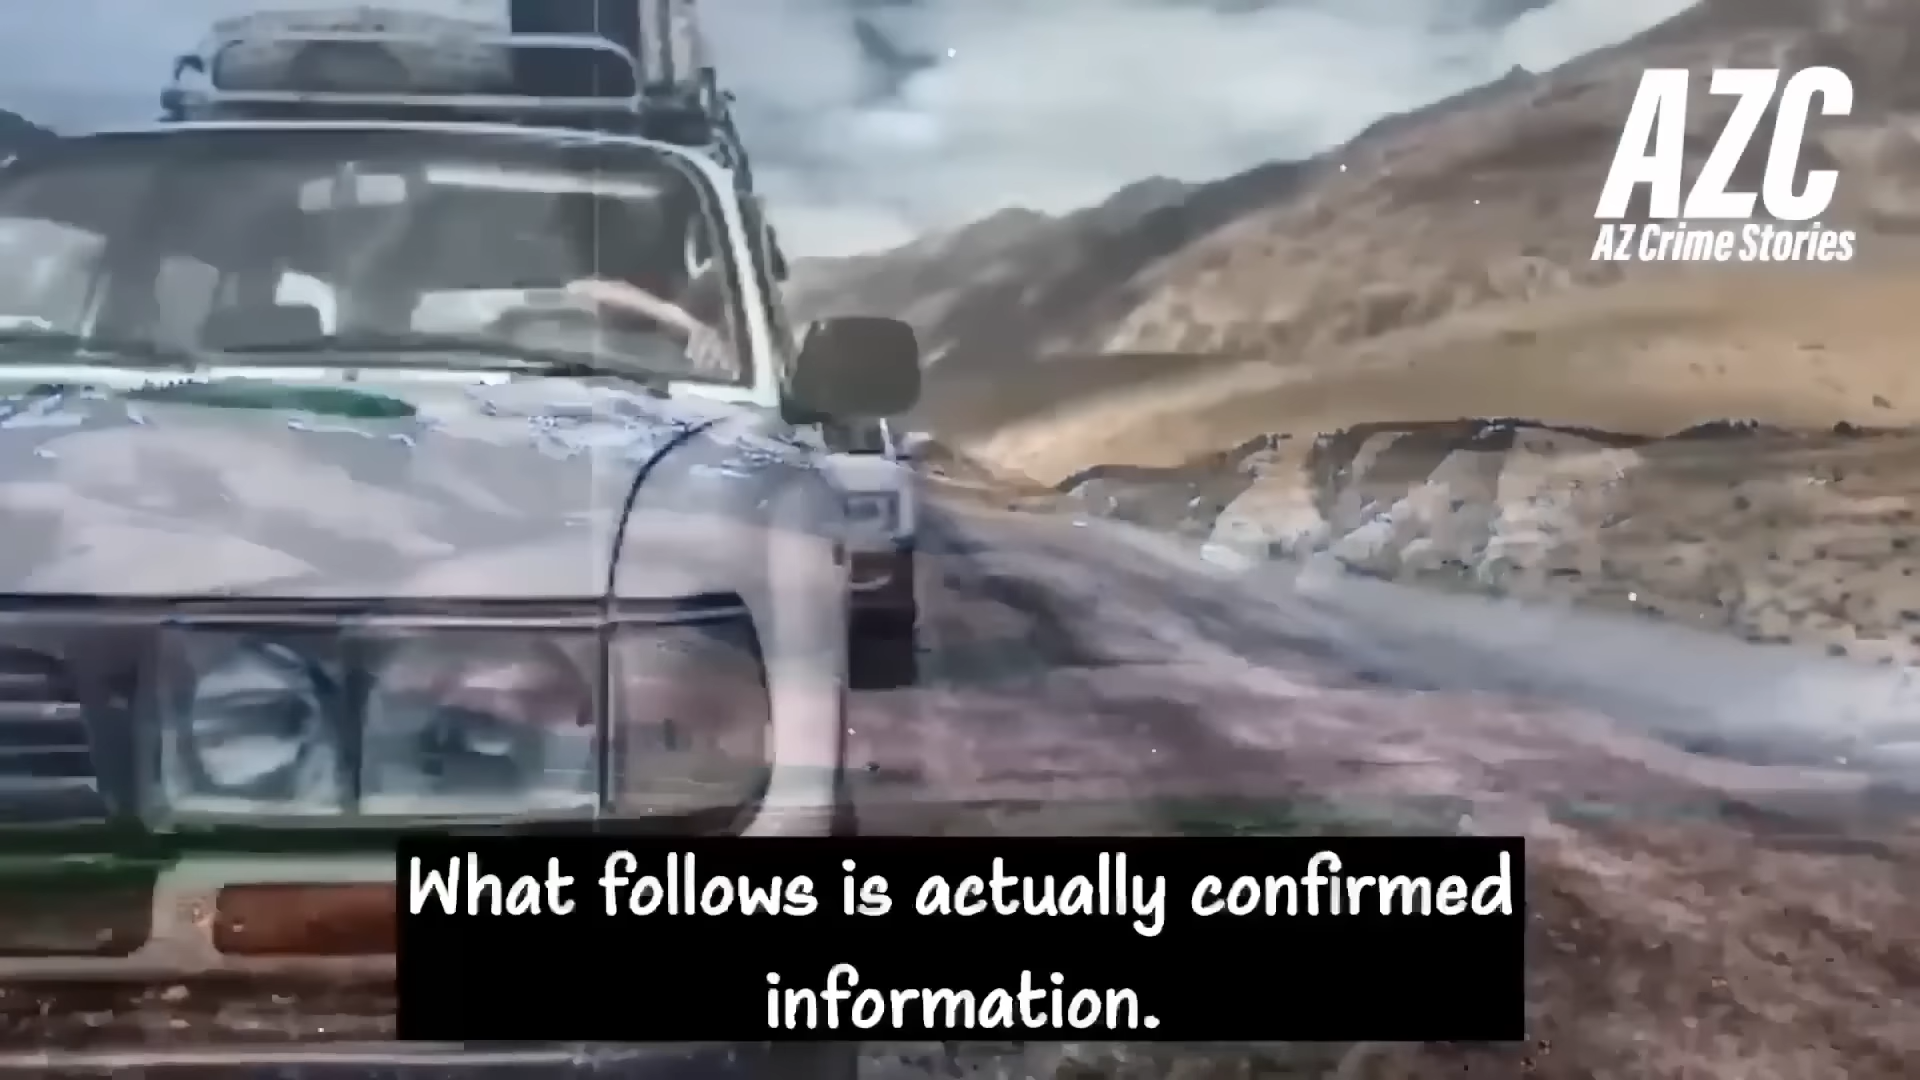 AZC
AZ Crime Stories
What follows is actually confirmed
information.